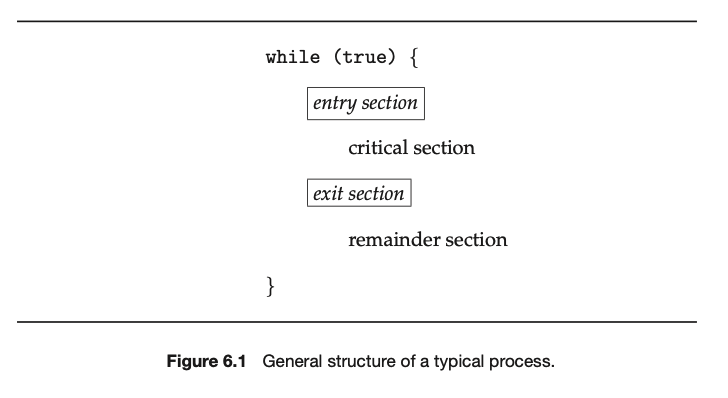 while (true) {
entry section
critical section
exit section
remainder section
}
Figure 6.1 General structure of a typical process.